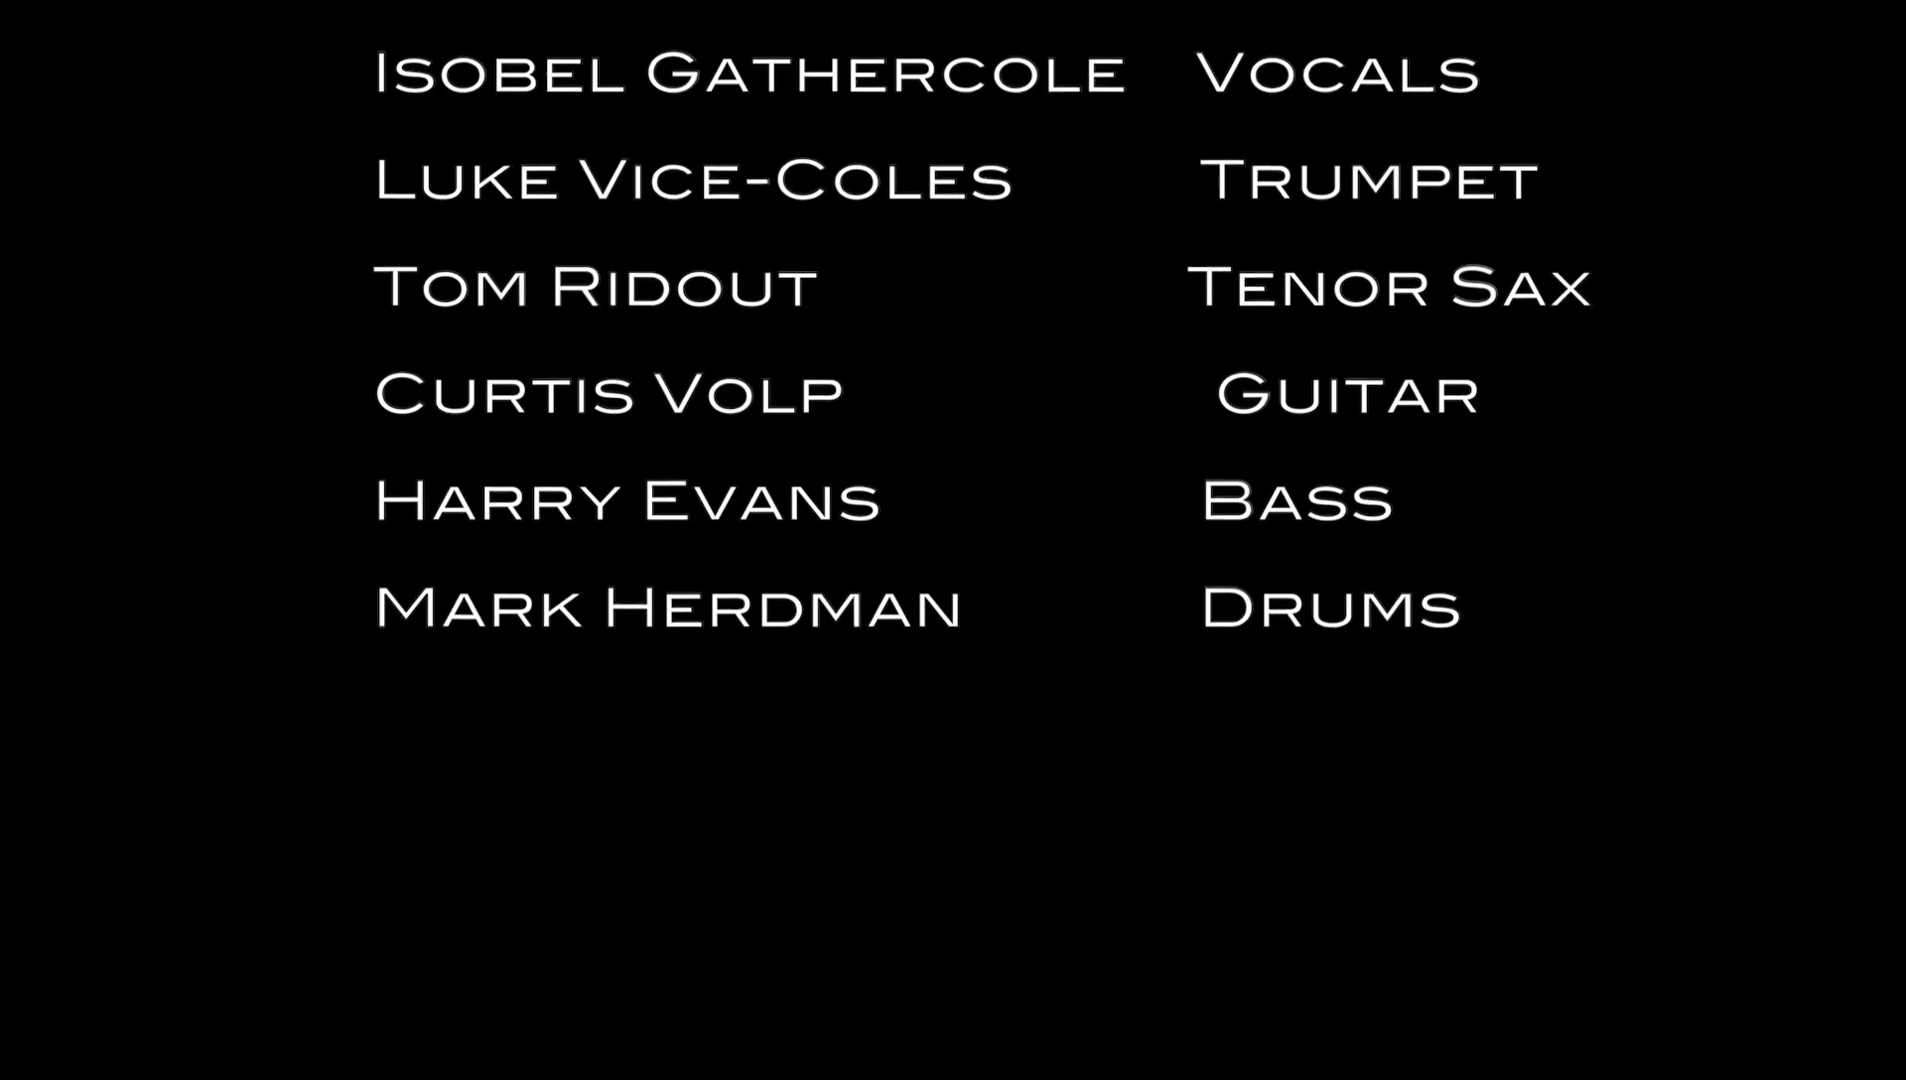 Isobel Gathercole Vocals
Luke Vice-Coles Trumpet
Tom Ridout Tenor Sax
Curtis Volp Guitar
Harry Evans Bass
Mark Herdman Drums